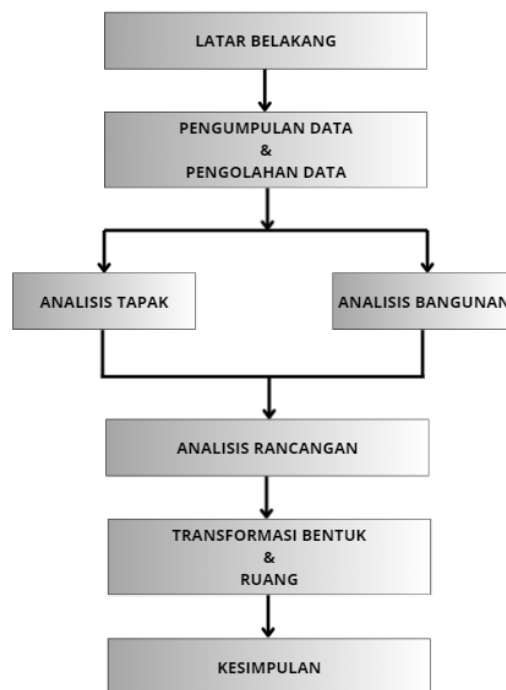 LATAR BELAKANG
PENGUMPULAN DATA
&
PENGOLAHAN DATA
ANALISIS TAPAK
ANALISIS BANGUNAN
ANALISIS RANCANGAN
TRANSFORMASI BENTUK
&
RUANG
KESIMPULAN